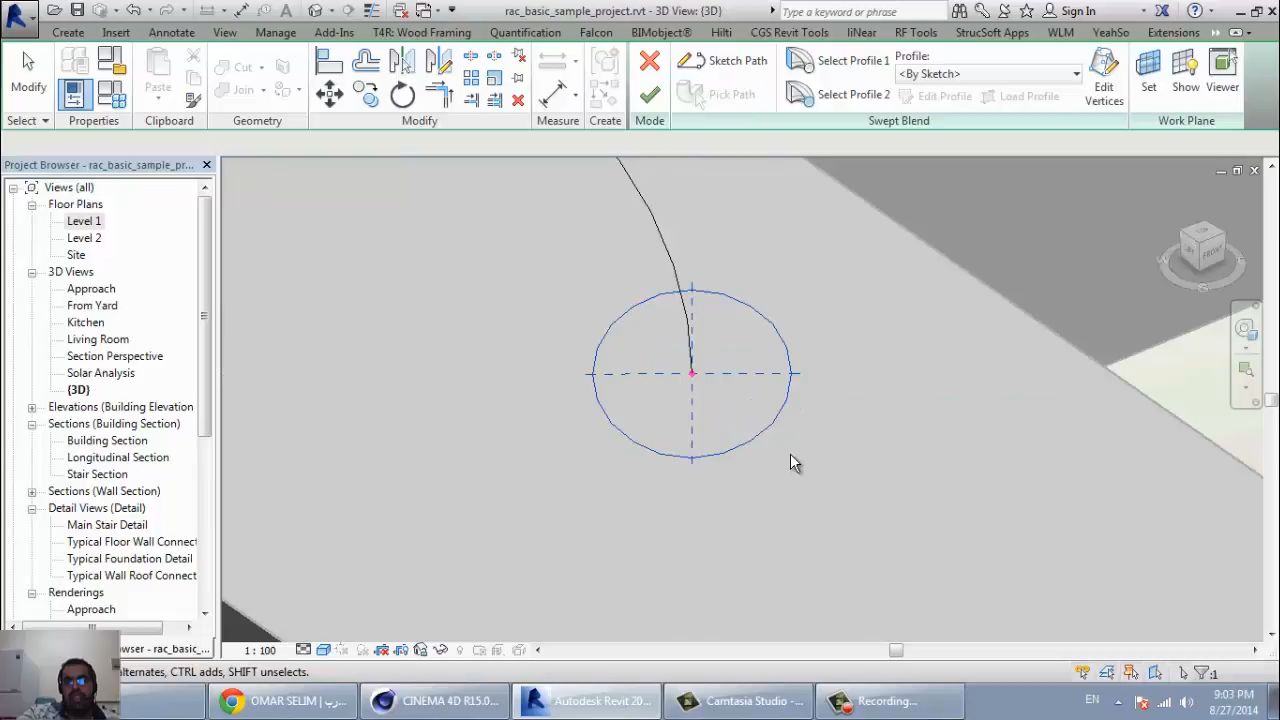 rac_basic_sample_project.rvt - 3D View: {3D}
Type a keyword or phrase
Sign In
Create Insert Annotate View Manage Add-Ins T4R: Wood Framing Quantification Falcon BIMobject® Hilti CGS Revit Tools liNear RF Tools StrucSoft Apps WLM YeahSo Extensions
Modify
Paste
Cut
Join
Sketch Path
Pick Path
Select Profile 1
Select Profile 2
Profile:
<By Sketch>
Edit Profile
Load Profile
Edit
Vertices
Set Show Viewer
Select Properties Clipboard Geometry Modify Measure Create Mode Swept Blend Work Plane
Project Browser - rac_basic_sample_pr...
Views (all)
Floor Plans
Level 1
Level 2
Site
3D Views
Approach
From Yard
Kitchen
Living Room
Section Perspective
Solar Analysis
{3D}
Elevations (Building Elevation
Sections (Building Section)
Building Section
Longitudinal Section
Stair Section
Sections (Wall Section)
Detail Views (Detail)
Main Stair Detail
Typical Floor Wall Connect
Typical Foundation Detail
Typical Wall Roof Connect
Renderings
Approach
rowser - rac_basic_...
FRONT
W
S
1 : 100
lternates, CTRL adds, SHIFT unselects.
:1
OMAR SELIM |
CINEMA 4D R15.0...
Autodesk Revit 20...
Camtasia Studio -...
Recording...
EN
9:03 PM
8/27/2014